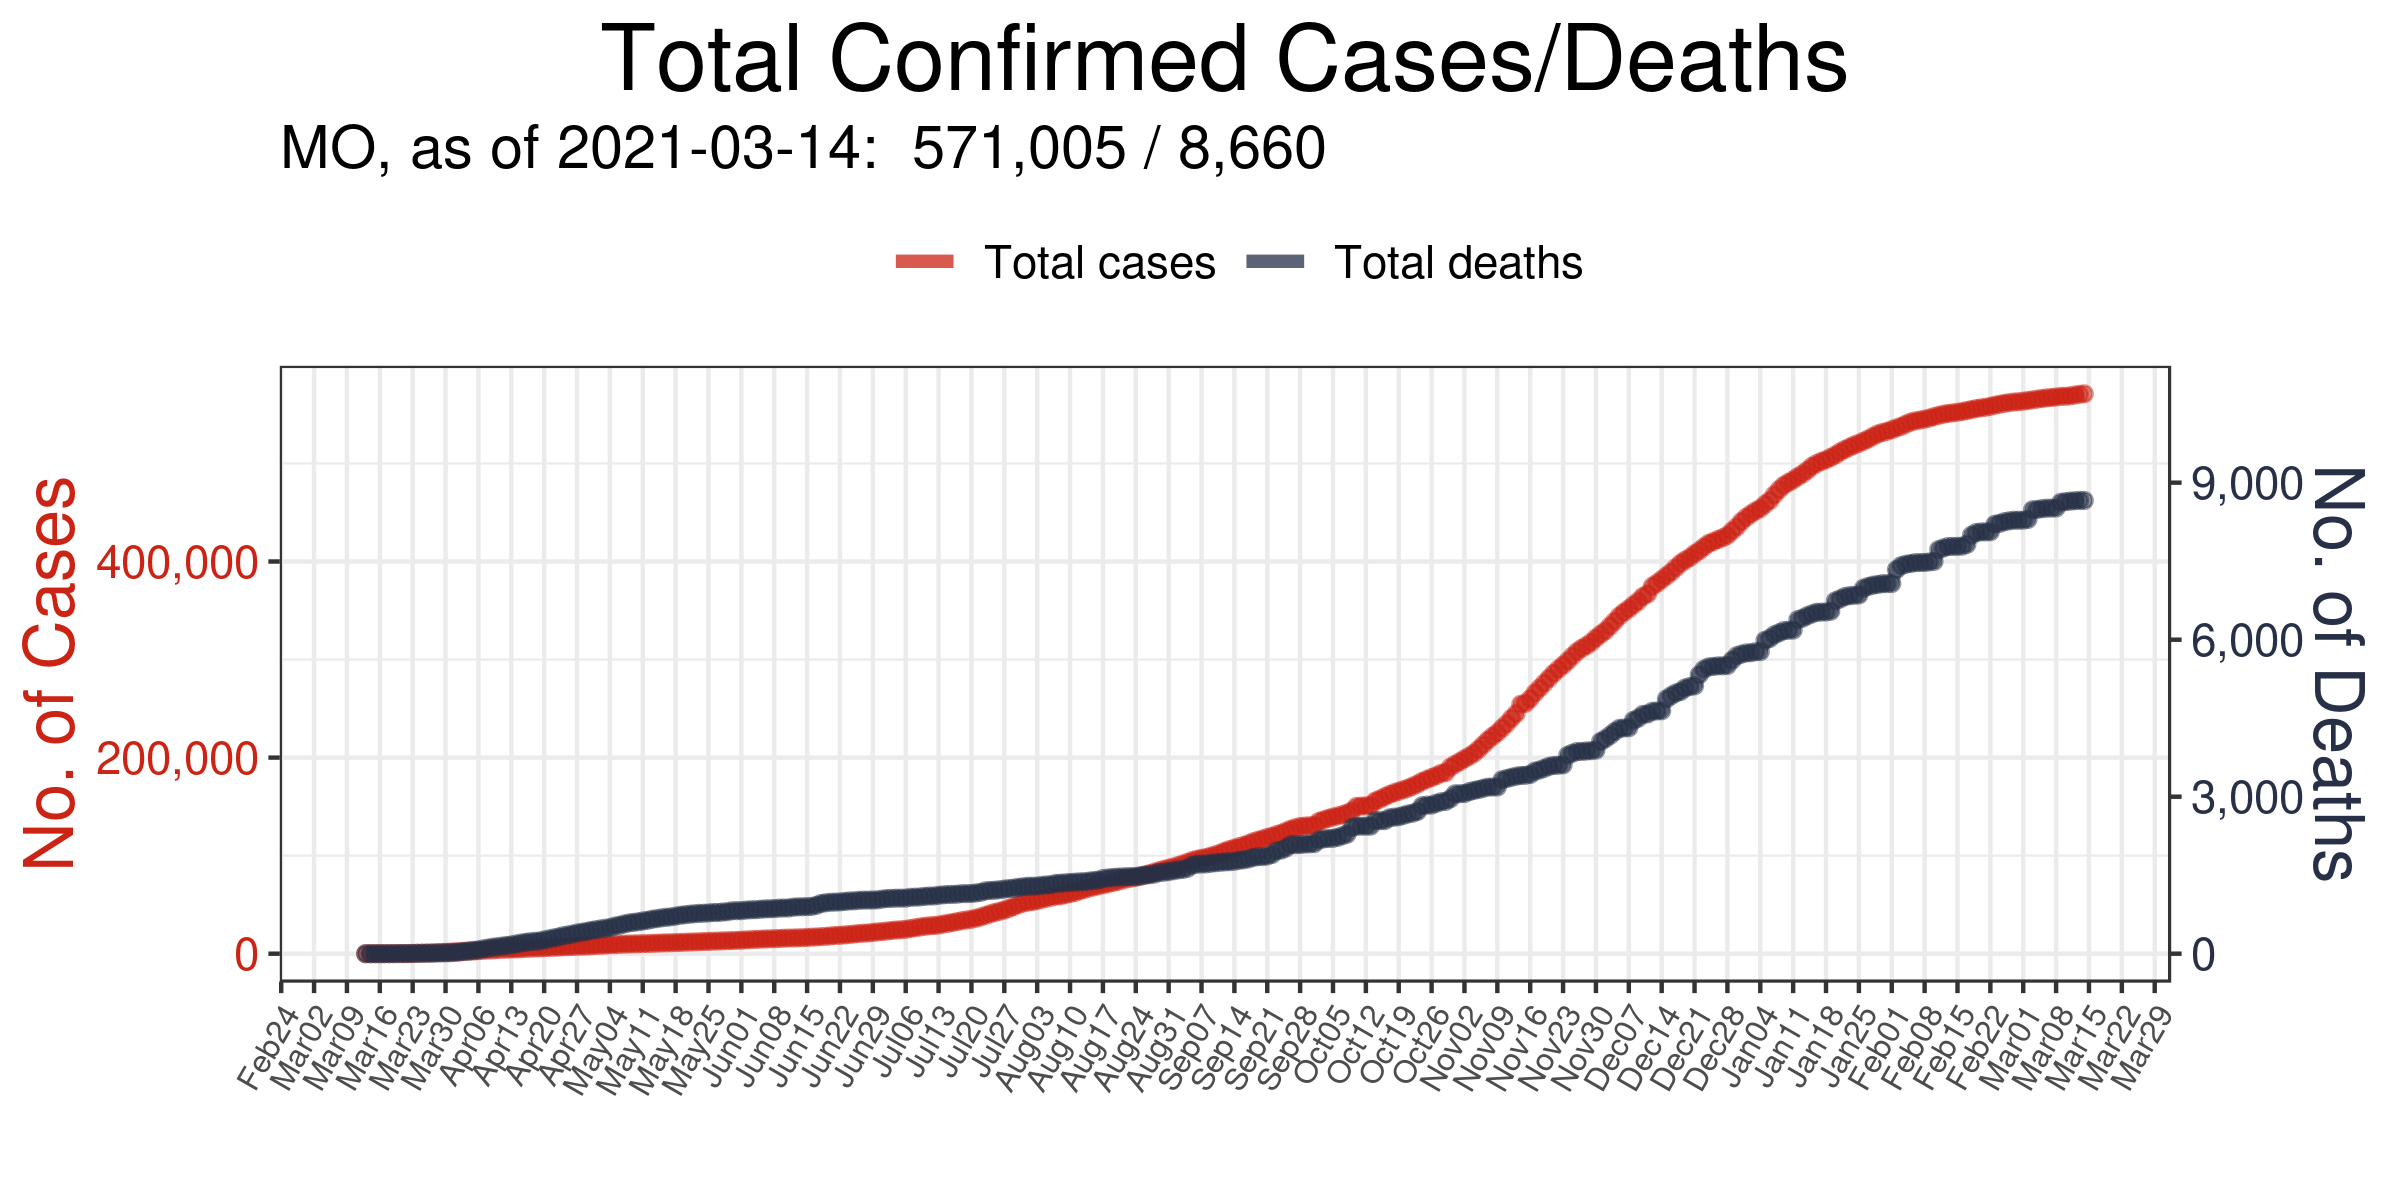 Total Confirmed Cases/Deaths
MO, as of 2021-03-14:  571,005 / 8,660
Total cases
Total deaths
No. of Cases
400,000
200,000
0
9,000
6,000
3,000
0
No. of Deaths
Feb24
Mar02
Mar09
Mar16
Mar23
Mar30
Apr06
Apr13
Apr20
Apr27
May04
May11
May18
May25
Jun01
Jun08
Jun15
Jun22
Jun29
Jul06
Jul13
Jul20
Jul27
Aug03
Aug10
Aug17
Aug24
Aug31
Sep07
Sep14
Sep21
Sep28
Oct05
Oct12
Oct19
Oct26
Nov02
Nov09
Nov16
Nov23
Nov30
Dec07
Dec14
Dec21
Dec28
Jan04
Jan11
Jan18
Jan25
Feb01
Feb08
Feb15
Feb22
Mar01
Mar08
Mar15
Mar22
Mar29